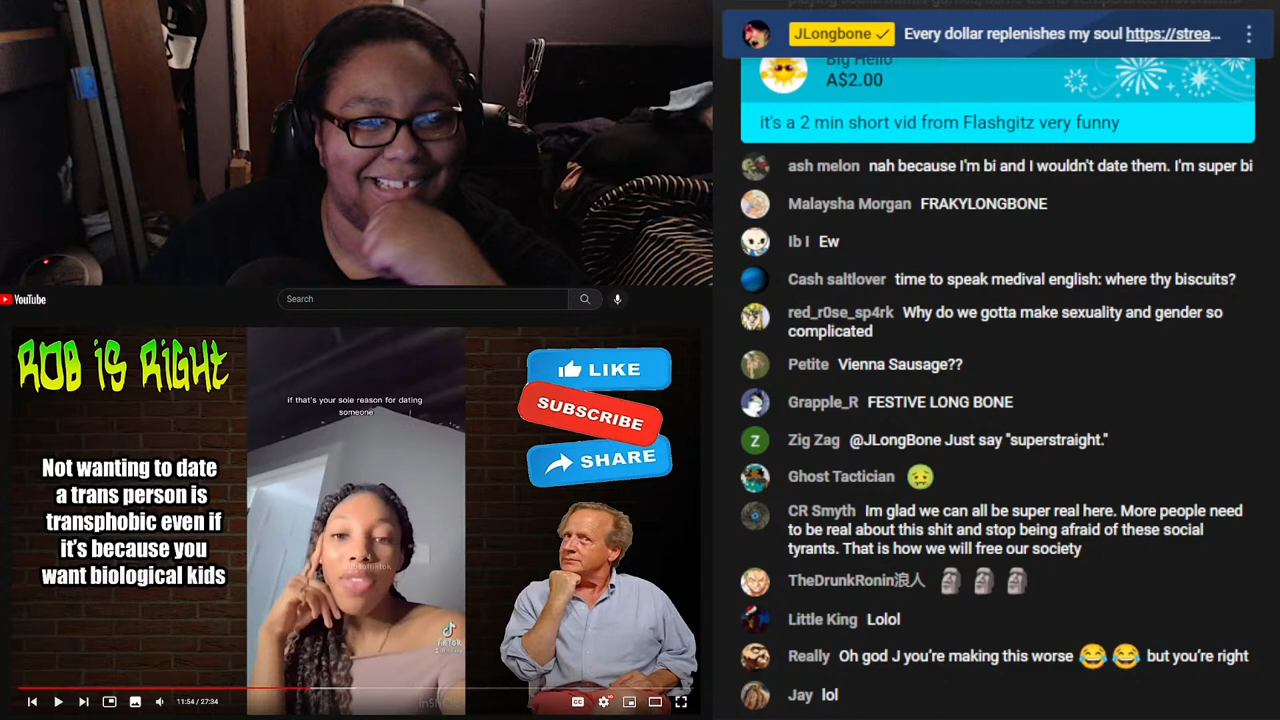 JLongbone Every dollar replenishes my soul https://strea...
Big Hello
A$2.00
it's a 2 min short vid from Flashgitz very funny
ash melon nah because I'm bi and I wouldn't date them. I'm super bi
Malaysha Morgan FRAKYLONGBONE
Ib I Ew
Cash saltlover time to speak medival english: where thy biscuits?
red_r0se_sp4rk Why do we gotta make sexuality and gender so
complicated
Petite Vienna Sausage??
Grapple_R FESTIVE LONG BONE
Z
Zig Zag @JLongBone Just say "superstraight."
Ghost Tactician 🤢
CR Smyth Im glad we can all be super real here. More people need
to be real about this shit and stop being afraid of these social
tyrants. That is how we will free our society
TheDrunkRonin浪人 🗿 🗿 🗿
Little King Lolol
Really Oh god J you’re making this worse 😂 😂 but you’re right
Jay lol
YouTube
Search
ROB iS RiGHT
Not wanting to date
a trans person is
transphobic even if
it's because you
want biological kids
if that's your sole reason for dating
someone
TikTok
LIKE
SUBSCRIBE
SHARE
11:54 / 27:34
CC
InShOt